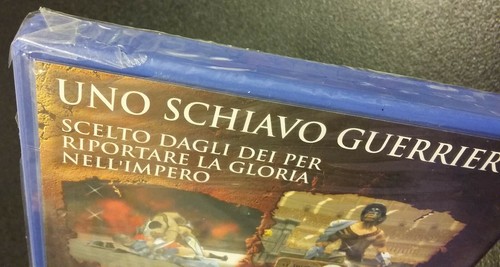 UNO SCHIAVO GUERRIER
SCELTO DAGLI DEI PER
RIPORTARE LA GLORIA
NELL'IMPERO